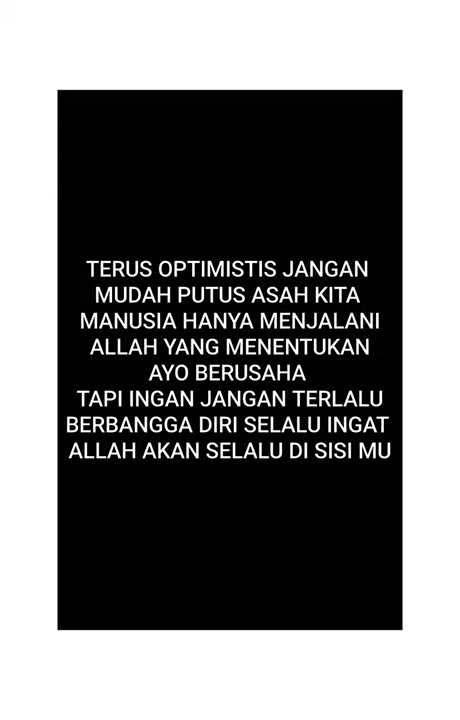 TERUS OPTIMISTIS JANGAN
MUDAH PUTUS ASAH KITA
MANUSIA HANYA MENJALANI
ALLAH YANG MENENTUKAN
AYO BERUSAHA
TAPI INGAN JANGAN TERLALU
BERBANGGA DIRI SELALU INGAT
ALLAH AKAN SELALU DI SISI MU